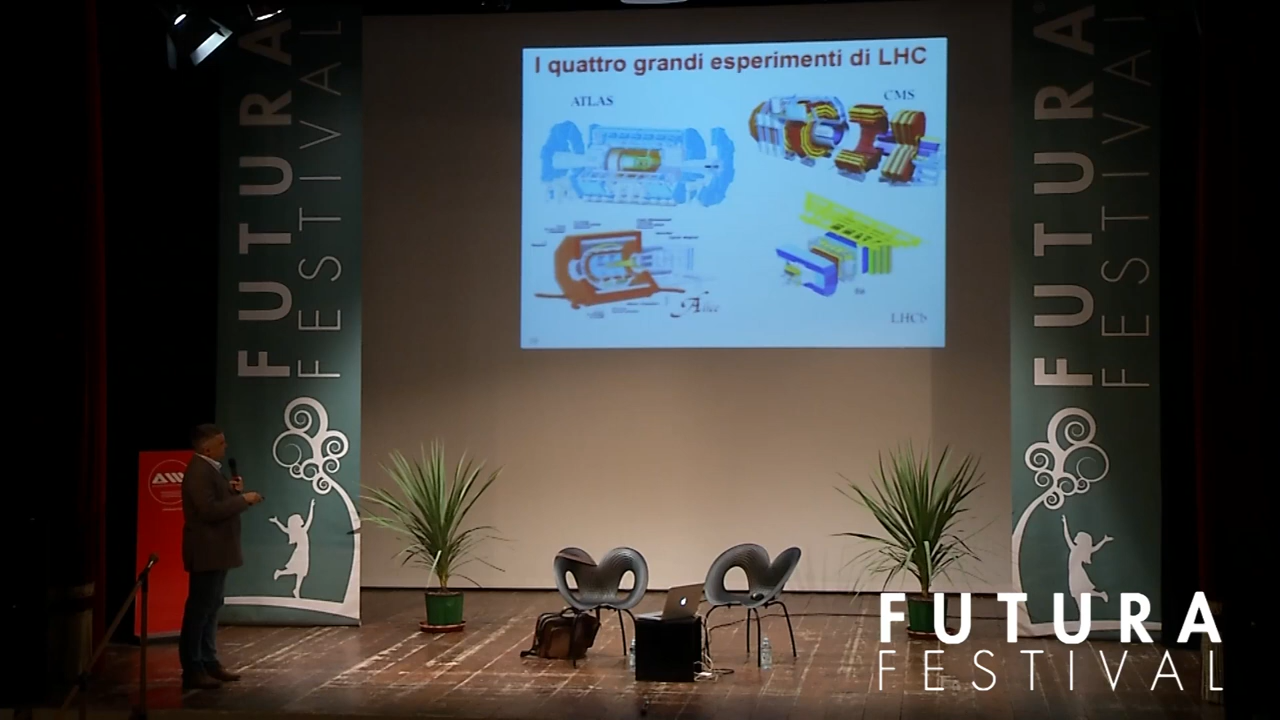 I quattro grandi esperimenti di LHC
ATLAS
CMS
Alice
LHCb
FUTURA
FESTIVAL
FUTURA
FESTIVAL
FUTURA
FESTIVAL